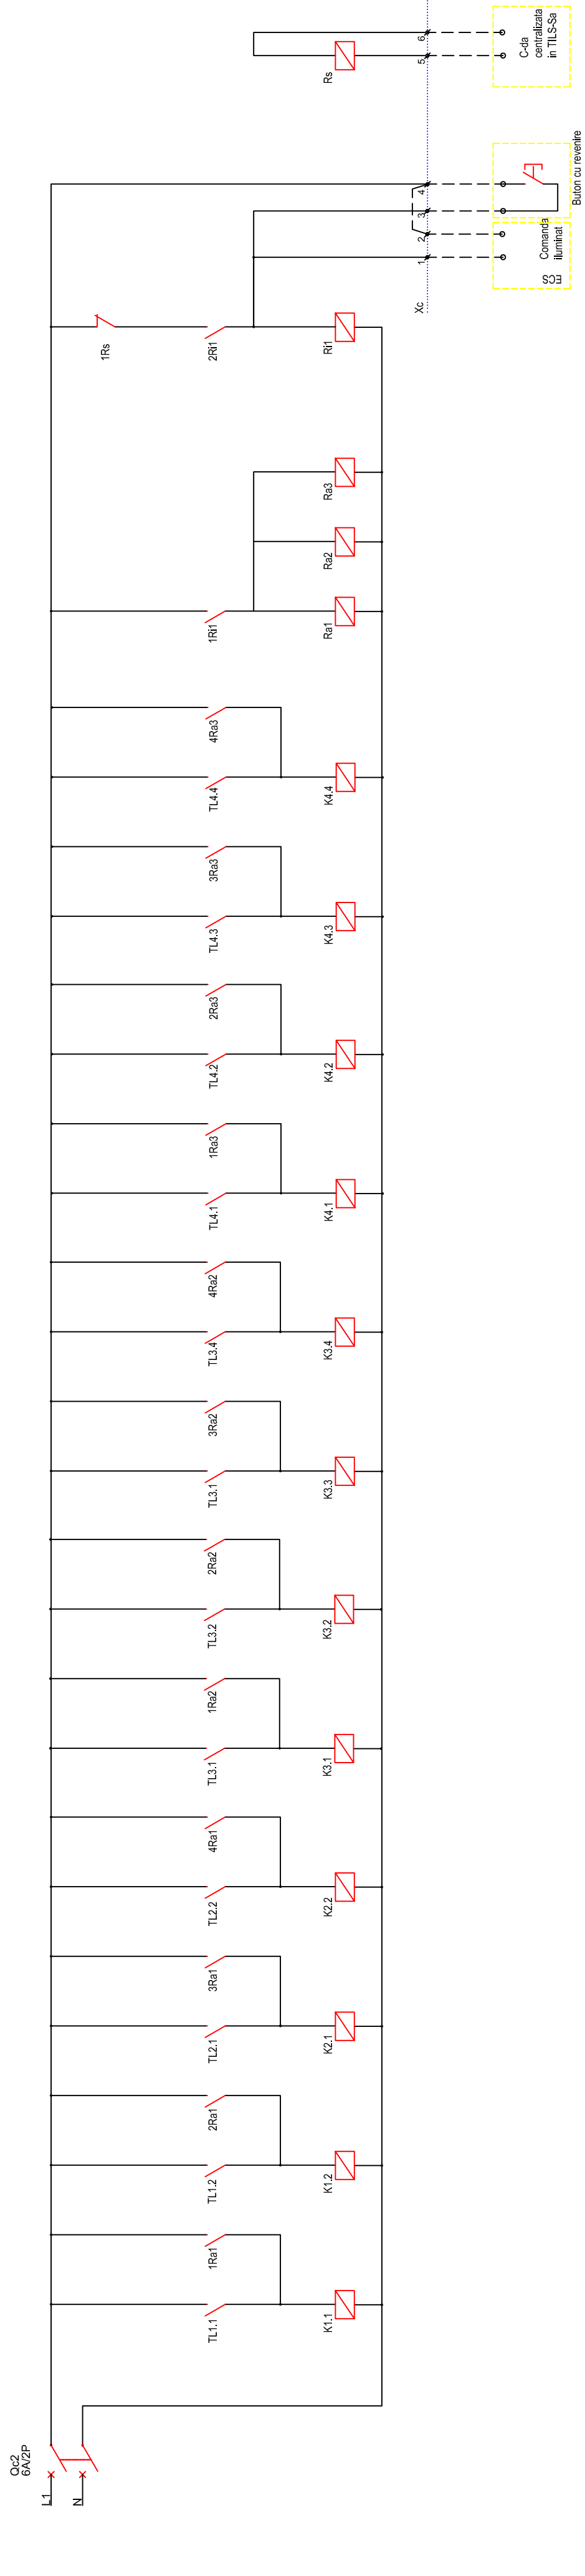 Qc2
6A/2P
L1
N
TL1.1
1Ra1
K1.1
TL1.2
2Ra1
K1.2
TL2.1
3Ra1
K2.1
TL2.2
4Ra1
K2.2
TL3.1
1Ra2
K3.1
TL3.2
2Ra2
K3.2
TL3.1
3Ra2
K3.3
TL3.4
4Ra2
K3.4
TL4.1
1Ra3
K4.1
TL4.2
2Ra3
K4.2
TL4.3
3Ra3
K4.3
TL4.4
4Ra3
K4.4
1Ri1
Ra1
Ra2
Ra3
1Rs
2Ri1
Ri1
Xc
1
2
3
4
5
6
Rs
ECS
Comanda
iluminat
Buton cu revenire
C-da
centralizata
in TILS-Sa